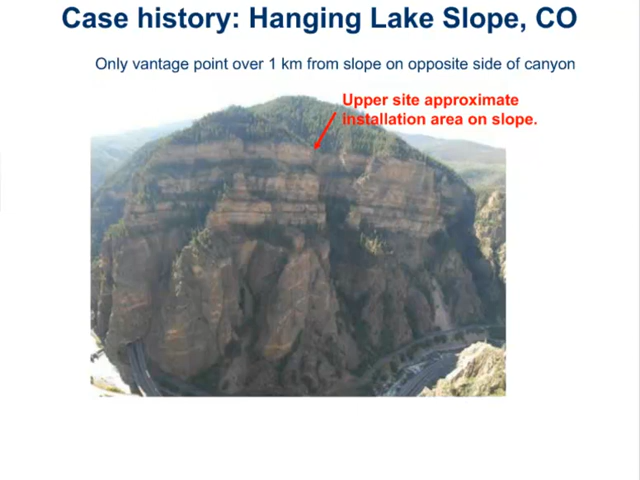 Case history: Hanging Lake Slope, CO
Only vantage point over 1 km from slope on opposite side of canyon
Upper site approximate
installation area on slope.